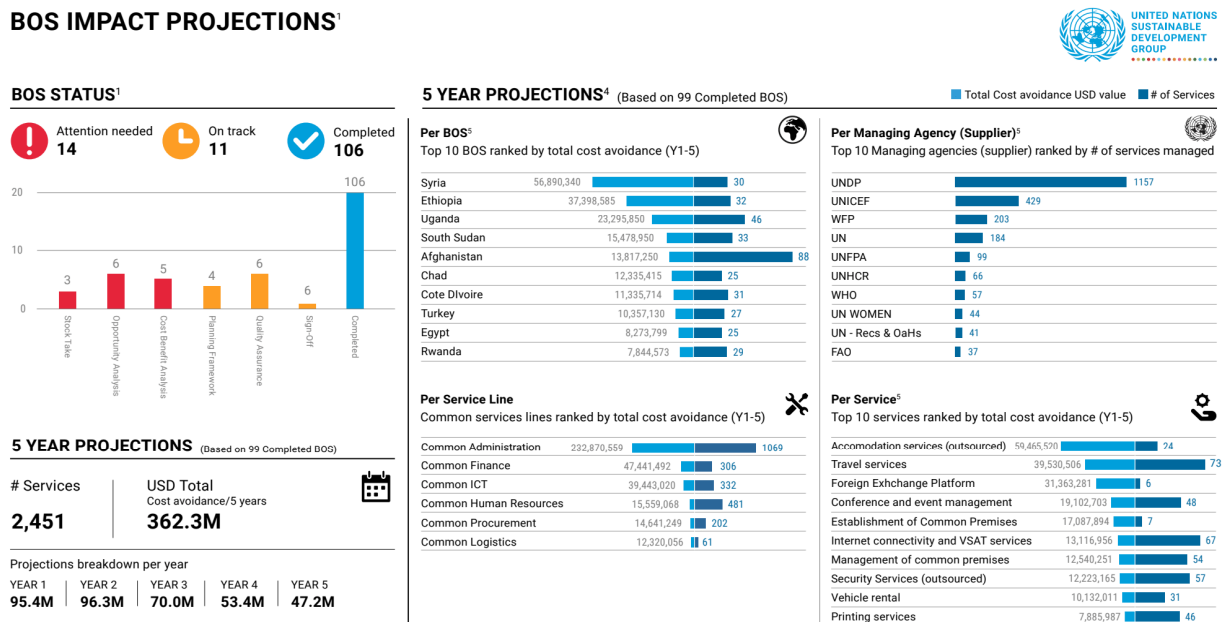 BOS IMPACT PROJECTIONS¹
UNITED NATIONS
SUSTAINABLE
DEVELOPMENT
GROUP
BOS STATUS¹
Attention needed
14
On track
11
Completed
106
20
10
0
3
6
5
4
6
6
106
Stock Take
Opportunity Analysis
Cost Benefit Analysis
Planning Framework
Quality Assurance
Sign-Off
Completed
5 YEAR PROJECTIONS (Based on 99 Completed BOS)
# Services
2,451
USD Total
Cost avoidance/5 years
362.3M
Projections breakdown per year
YEAR 1 YEAR 2 YEAR 3 YEAR 4 YEAR 5
95.4M 96.3M 70.0M 53.4M 47.2M
5 YEAR PROJECTIONS⁴ (Based on 99 Completed BOS)
Total Cost avoidance USD value # of Services
Per BOS⁵
Top 10 BOS ranked by total cost avoidance (Y1-5)
Syria 56,890,340 30
Ethiopia 37,398,585 32
Uganda 23,295,850 46
South Sudan 15,478,950 33
Afghanistan 13,817,250 88
Chad 12,335,415 25
Cote DIvoire 11,335,714 31
Turkey 10,357,130 27
Egypt 8,273,799 25
Rwanda 7,844,573 29
Per Managing Agency (Supplier)⁵
Top 10 Managing agencies (supplier) ranked by # of services managed
UNDP 1157
UNICEF 429
WFP 203
UN 184
UNFPA 99
UNHCR 66
WHO 57
UN WOMEN 44
UN - Recs & OaHs 41
FAO 37
Per Service Line
Common services lines ranked by total cost avoidance (Y1-5)
Common Administration 232,870,559 1069
Common Finance 47,441,492 306
Common ICT 39,443,020 332
Common Human Resources 15,559,068 481
Common Procurement 14,641,249 202
Common Logistics 12,320,056 61
Per Service⁵
Top 10 services ranked by total cost avoidance (Y1-5)
Accomodation services (outsourced) 59,465,520 24
Travel services 39,530,506 73
Foreign Exhchange Platform 31,363,281 6
Conference and event management 19,102,703 48
Establishment of Common Premises 17,087,894 7
Internet connectivity and VSAT services 13,116,956 67
Management of common premises 12,540,251 54
Security Services (outsourced) 12,223,165 57
Vehicle rental 10,132,011 31
Printing services 7,885,987 46